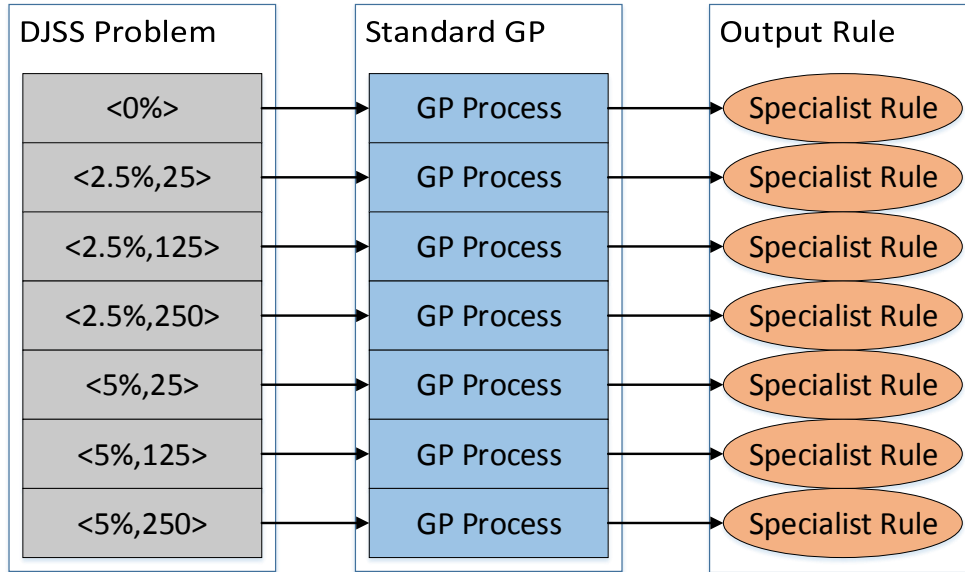 DJSS Problem
Standard GP
Output Rule
<0%>
GP Process
Specialist Rule
<2.5%,25>
GP Process
Specialist Rule
<2.5%,125>
GP Process
Specialist Rule
<2.5%,250>
GP Process
Specialist Rule
<5%,25>
GP Process
Specialist Rule
<5%,125>
GP Process
Specialist Rule
<5%,250>
GP Process
Specialist Rule